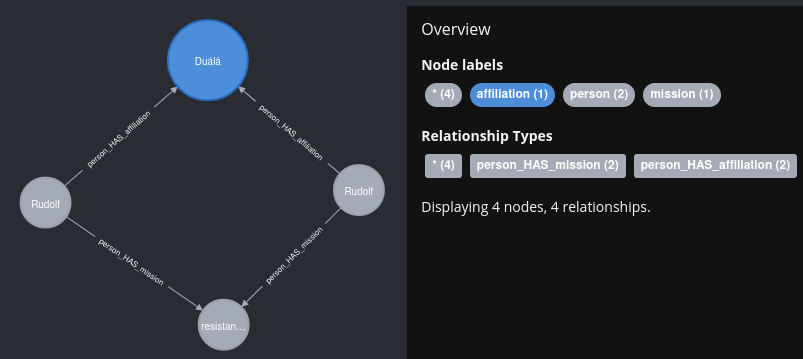 Duálá
person_HAS_affiliation
person_HAS_affiliation
Rudolf
Rudolf
person_HAS_mission
person_HAS_mission
resistan...
Overview
Node labels
* (4) affiliation (1) person (2) mission (1)
Relationship Types
* (4) person_HAS_mission (2) person_HAS_affiliation (2)
Displaying 4 nodes, 4 relationships.